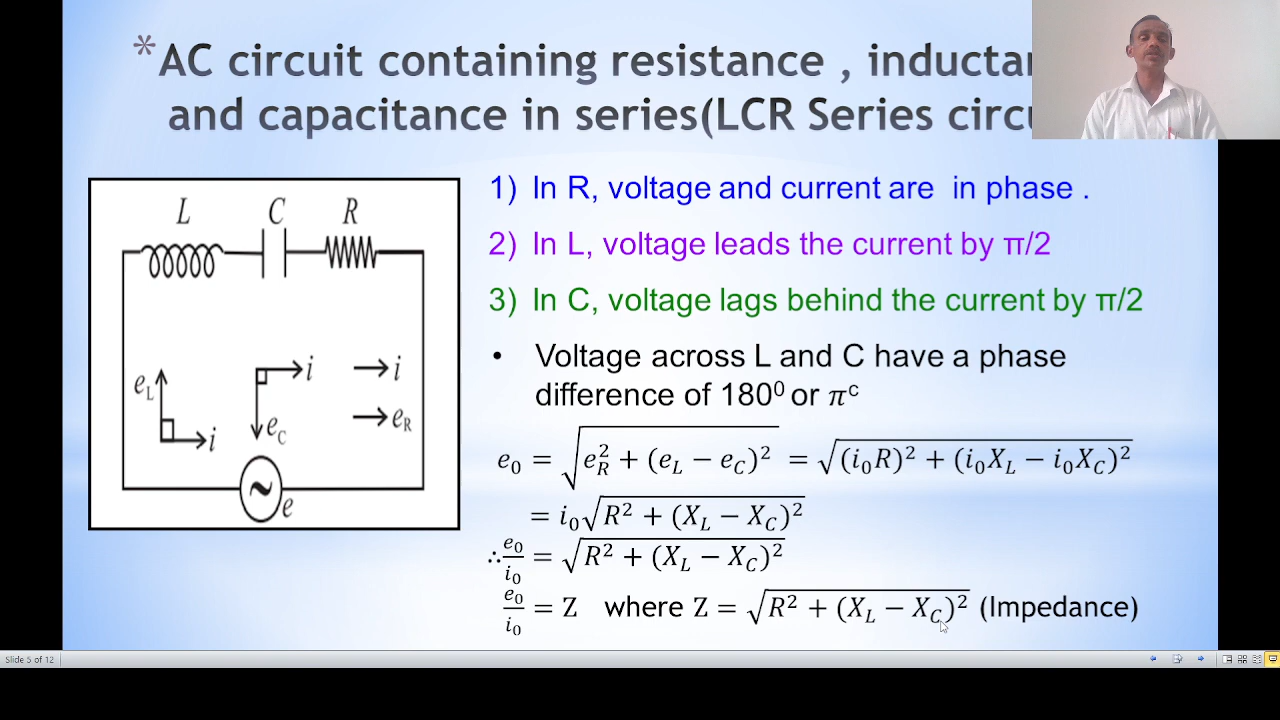 *AC circuit containing resistance , inducta
and capacitance in series(LCR Series circu
L C R
1) In R, voltage and current are in phase .
2) In L, voltage leads the current by π/2
3) In C, voltage lags behind the current by π/2
• Voltage across L and C have a phase
difference of 180⁰ or πᶜ
i i
e_L
e_C e_R
i
e
e₀ = √(e_R² + (e_L − e_C)²) = √((i₀R)² + (i₀X_L − i₀X_C)²)
= i₀√(R² + (X_L − X_C)²)
∴ e₀/i₀ = √(R² + (X_L − X_C)²)
e₀/i₀ = Z where Z = √(R² + (X_L − X_C)²) (Impedance)
Slide 5 of 12